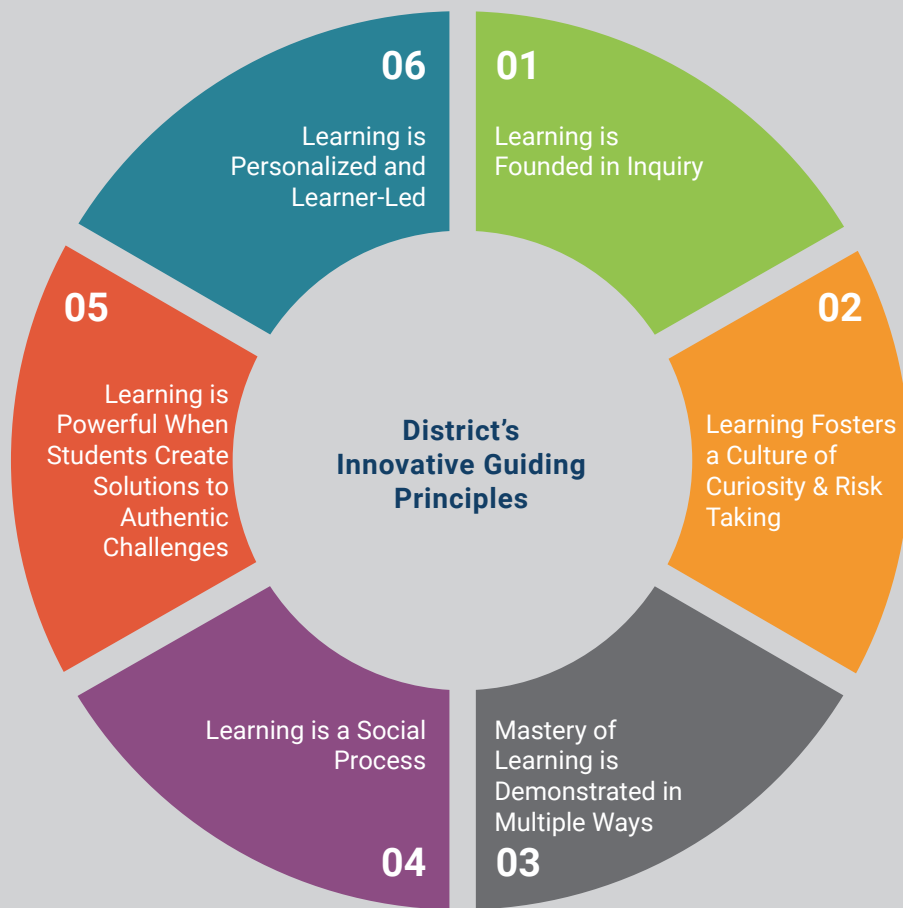 District's
Innovative Guiding
Principles
01
Learning is
Founded in Inquiry
02
Learning Fosters
a Culture of
Curiosity & Risk
Taking
Mastery of
Learning is
Demonstrated in
Multiple Ways
03
Learning is a Social
Process
04
05
Learning is
Powerful When
Students Create
Solutions to
Authentic
Challenges
06
Learning is
Personalized and
Learner-Led